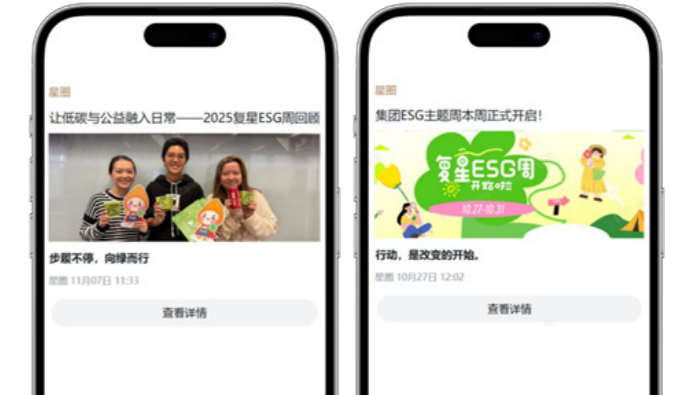 星圈
让低碳与公益融入日常——2025复星ESG周回顾
步履不停，向绿而行
星圈 11月07日 11:33
查看详情
星圈
集团ESG主题周本周正式开启！
复星ESG周
开始啦
10.27-10.31
行动，是改变的开始。
星圈 10月27日 12:02
查看详情